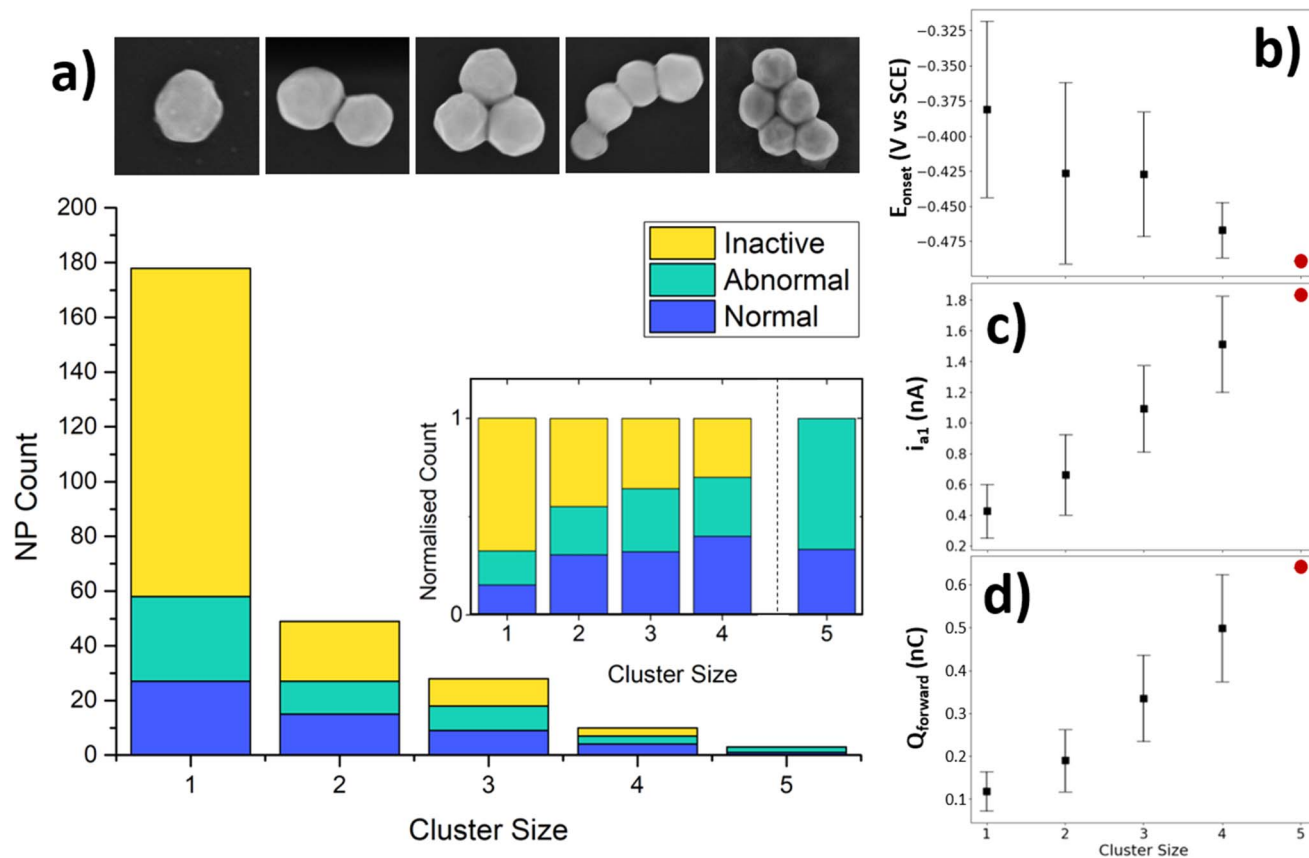 a)
200
180
160
140
120
100
80
60
40
20
0
NP Count
1 2 3 4 5
Cluster Size
Inactive
Abnormal
Normal
1
0
Normalised Count
1 2 3 4 5
Cluster Size
b)
−0.325
−0.350
−0.375
−0.400
−0.425
−0.450
−0.475
Eonset (V vs SCE)
c)
1.8
1.6
1.4
1.2
1.0
0.8
0.6
0.4
0.2
ia1 (nA)
d)
0.6
0.5
0.4
0.3
0.2
0.1
Qforward (nC)
1 2 3 4 5
Cluster Size